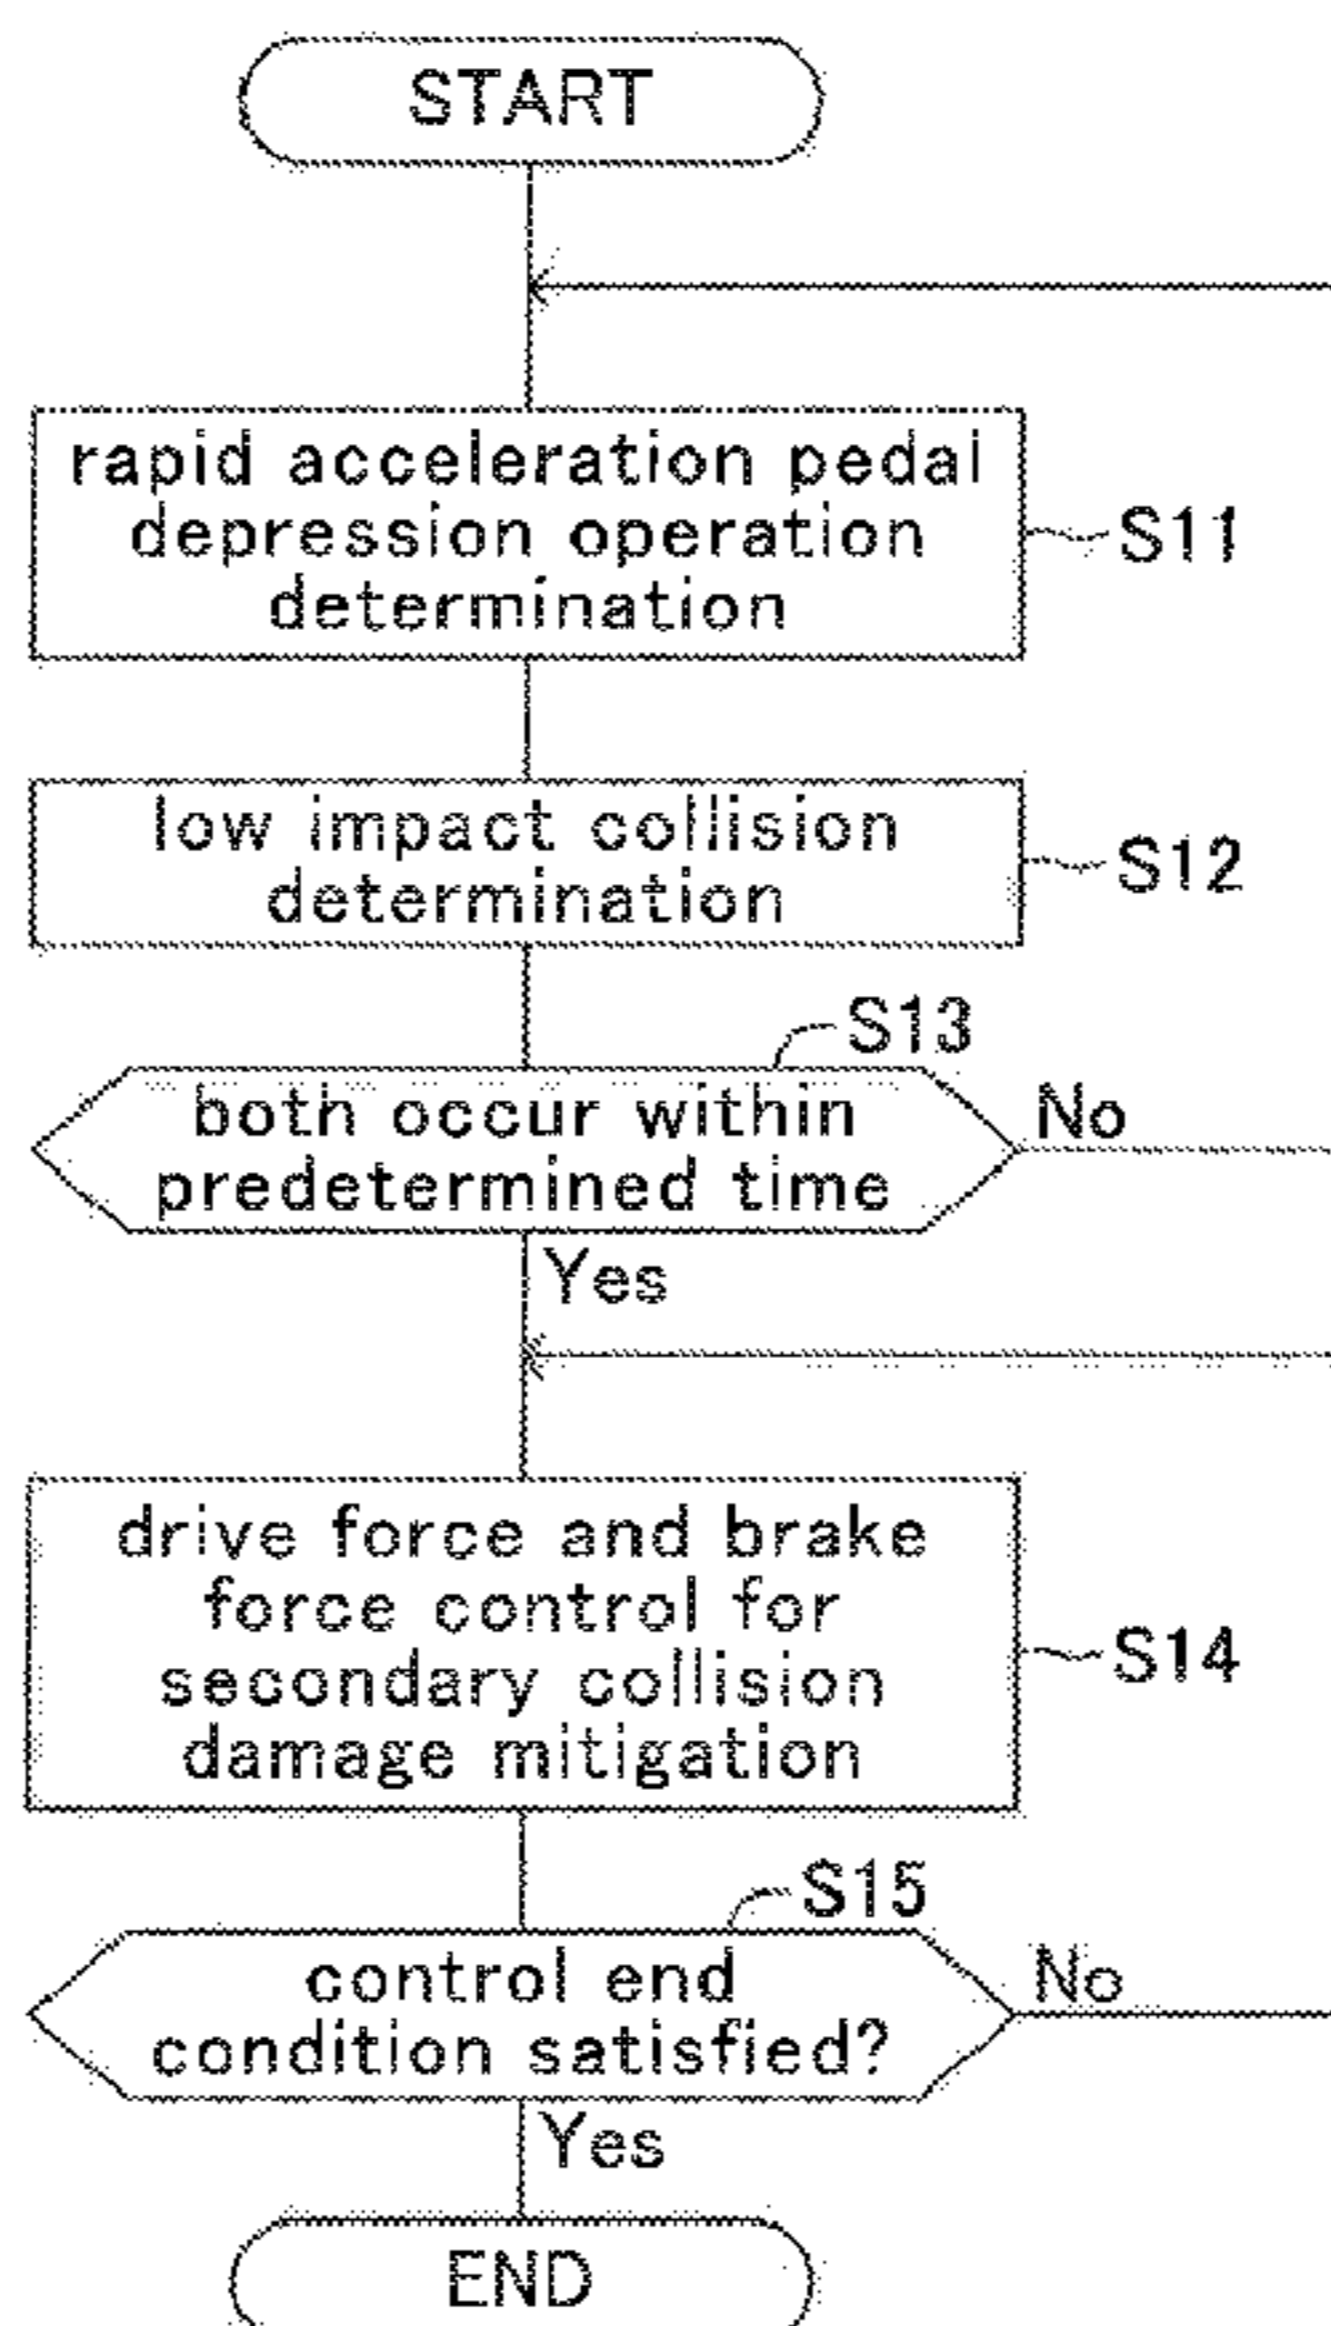 START
rapid acceleration pedal
depression operation
determination
S11
low impact collision
determination
S12
S13
both occur within
predetermined time
No
Yes
drive force and brake
force control for
secondary collision
damage mitigation
S14
S15
control end
condition satisfied?
No
Yes
END